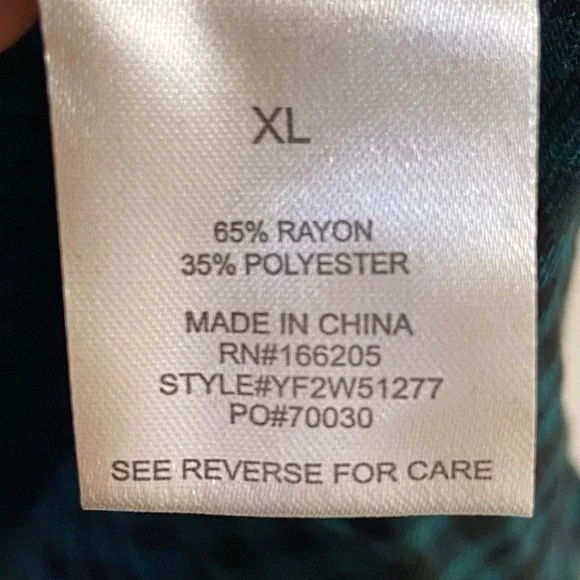 XL
65% RAYON
35% POLYESTER
MADE IN CHINA
RN#166205
STYLE#YF2W51277
PO#70030
SEE REVERSE FOR CARE